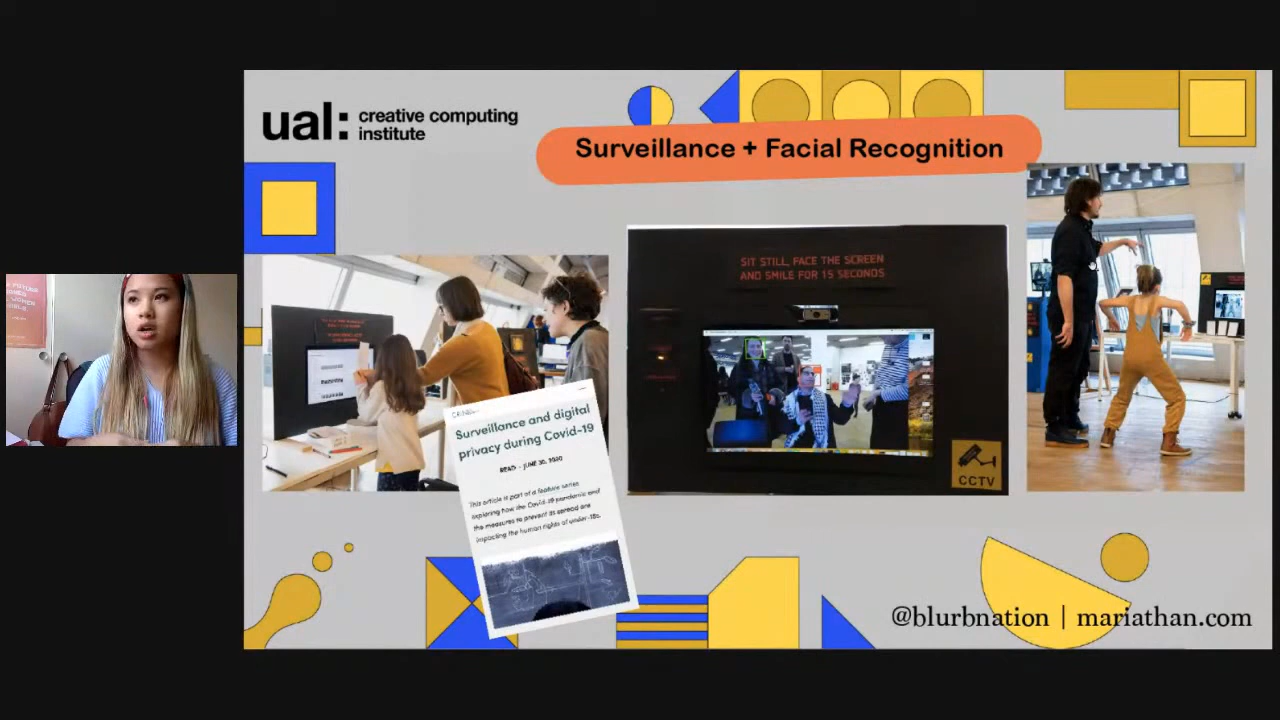 ual: creative computing
institute
Surveillance + Facial Recognition
SIT STILL, FACE THE SCREEN
AND SMILE FOR 15 SECONDS
CCTV
Surveillance and digital
privacy during Covid-19
READ - JUNE 30, 2020
This article is part of a feature series
exploring how the Covid-19 pandemic and
the measures to prevent its spread are
impacting the human rights of under-18s.
@blurbnation | mariathan.com